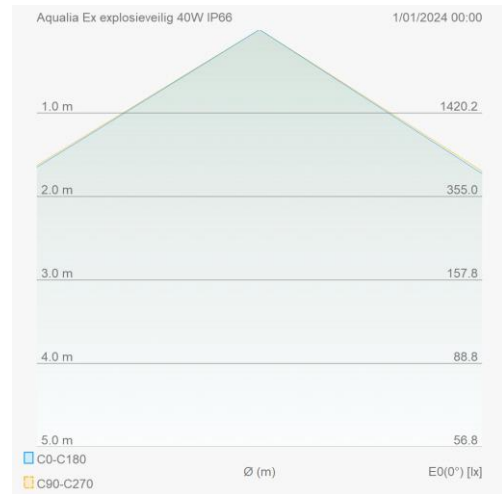 Aqualia Ex explosieveilig 40W IP66 1/01/2024 00:00
1.0 m 1420.2
2.0 m 355.0
3.0 m 157.8
4.0 m 88.8
5.0 m 56.8
C0-C180
Ø (m) E0(0°) [lx]
C90-C270